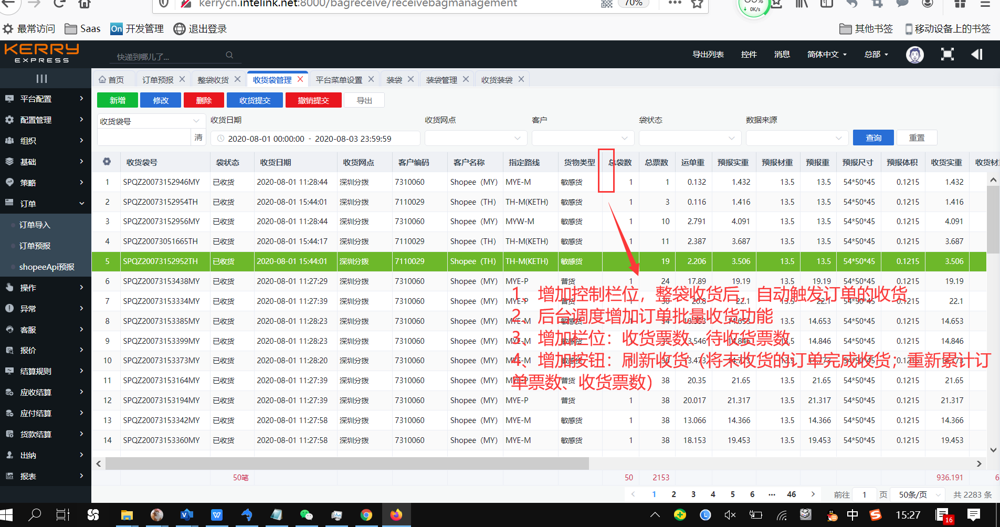 kerrycn.intelink.net:8000/bagreceive/receivebagmanagement
70%
0K/s
最常访问 Saas On 开发管理 退出登录 其他书签 移动设备上的书签
KERRY
EXPRESS
快递到哪儿了...
导出列表 控件 消息 简体中文 总部
首页 订单预报 整袋收货 收货袋管理 平台菜单设置 装袋 装袋管理 收货装袋
新增 修改 删除 收货提交 撤销提交 导出
收货袋号 收货日期 收货网点 客户 袋状态 数据来源
清 2020-08-01 00:00:00 - 2020-08-03 23:59:59 查询 重置
平台配置
配置管理
组织
基础
策略
订单
订单导入
订单预报
shopeeApi预报
操作
异常
客服
报价
结算规则
应收结算
应付结算
货款结算
出纳
报表
收货袋号 袋状态 收货日期 收货网点 客户编码 客户名称 指定路线 货物类型 总袋数 总票数 运单重 预报实重 预报材重 预报重 预报尺寸 预报体积 收货实重 收货材
1 SPQZ20073152946MY 已收货 2020-08-01 11:28:44 深圳分拨 7310060 Shopee（MY） MYE-M 敏感货 1 1 0.132 1.432 13.5 13.5 54*50*45 0.1215 1.432
2 SPQZ20073152954TH 已收货 2020-08-01 15:44:01 深圳分拨 7110029 Shopee（TH） TH-M(KETH) 敏感货 1 3 0.116 1.416 13.5 13.5 54*50*45 0.1215 1.416
3 SPQZ20073152956MY 已收货 2020-08-01 11:28:44 深圳分拨 7310060 Shopee（MY） MYW-M 敏感货 1 10 2.791 4.091 13.5 13.5 54*50*45 0.1215 4.091
4 SPQZ20073051665TH 已收货 2020-08-01 15:44:17 深圳分拨 7110029 Shopee（TH） TH-M(KETH) 敏感货 1 11 2.387 3.687 13.5 13.5 54*50*45 0.1215 3.687
5 SPQZ20073152952TH 已收货 2020-08-01 15:44:01 深圳分拨 7110029 Shopee（TH） TH-M(KETH) 敏感货 1 19 2.206 3.506 13.5 13.5 54*50*45 0.1215 3.506
6 SPQZ20073153438MY 已收货 2020-08-01 11:27:29 深圳分拨 7310060 Shopee（MY） MYE-P 普货 1 24 17.89 19.19 13.5 19.19 54*50*45 0.1215 19.19
7 SPQZ20073153334MY 已收货 2020-08-01 11:27:39 深圳分拨 7310060 Shopee（MY） MYE-P 普货 20.8 22.1 13.5 22.1 54*50*45 0.1215 22.1
8 SPQZ20073153385MY 已收货 2020-08-01 11:28:23 深圳分拨 7310060 Shopee（MY） MYE-M 敏感货 14.653 14.653 54*50*45 0.1215 14.653
9 SPQZ20073153399MY 已收货 2020-08-01 11:28:23 深圳分拨 7310060 Shopee（MY） MYE-M 敏感货 13.546 14.846 13.5 14.846 54*50*45 0.1215 14.846
10 SPQZ20073153373MY 已收货 2020-08-01 11:28:20 深圳分拨 7310060 Shopee（MY） MYE-M 敏感货 13.473 14.773 14.773 54*50*45 0.1215 14.773
11 SPQZ20073153164MY 已收货 2020-08-01 11:27:39 深圳分拨 7310060 Shopee（MY） MYE-P 普货 38 20.35 21.65 13.5 21.65 54*50*45 0.1215 21.65
12 SPQZ20073153194MY 已收货 2020-08-01 11:27:39 深圳分拨 7310060 Shopee（MY） MYE-P 普货 1 38 20.017 21.317 13.5 21.317 54*50*45 0.1215 21.317
13 SPQZ20073153342MY 已收货 2020-08-01 11:27:58 深圳分拨 7310060 Shopee（MY） MYE-M 敏感货 1 38 13.066 14.366 13.5 14.366 54*50*45 0.1215 14.366
14 SPQZ20073153360MY 已收货 2020-08-01 11:27:58 深圳分拨 7310060 Shopee（MY） MYE-M 敏感货 1 38 18.153 19.453 13.5 19.453 54*50*45 0.1215 19.453
1、增加控制栏位，整袋收货后，自动触发订单的收货
2、后台调度增加订单批量收货功能
3、增加栏位：收货票数、待收货票数
4、增加按钮：刷新收货（将未收货的订单完成收货；重新累计订
单票数、收货票数）
50笔 50 2153 936.191 6
1 2 3 4 5 6 ••• 46 前往 1 页 50条/页 共 2283 条
中 15:27 16